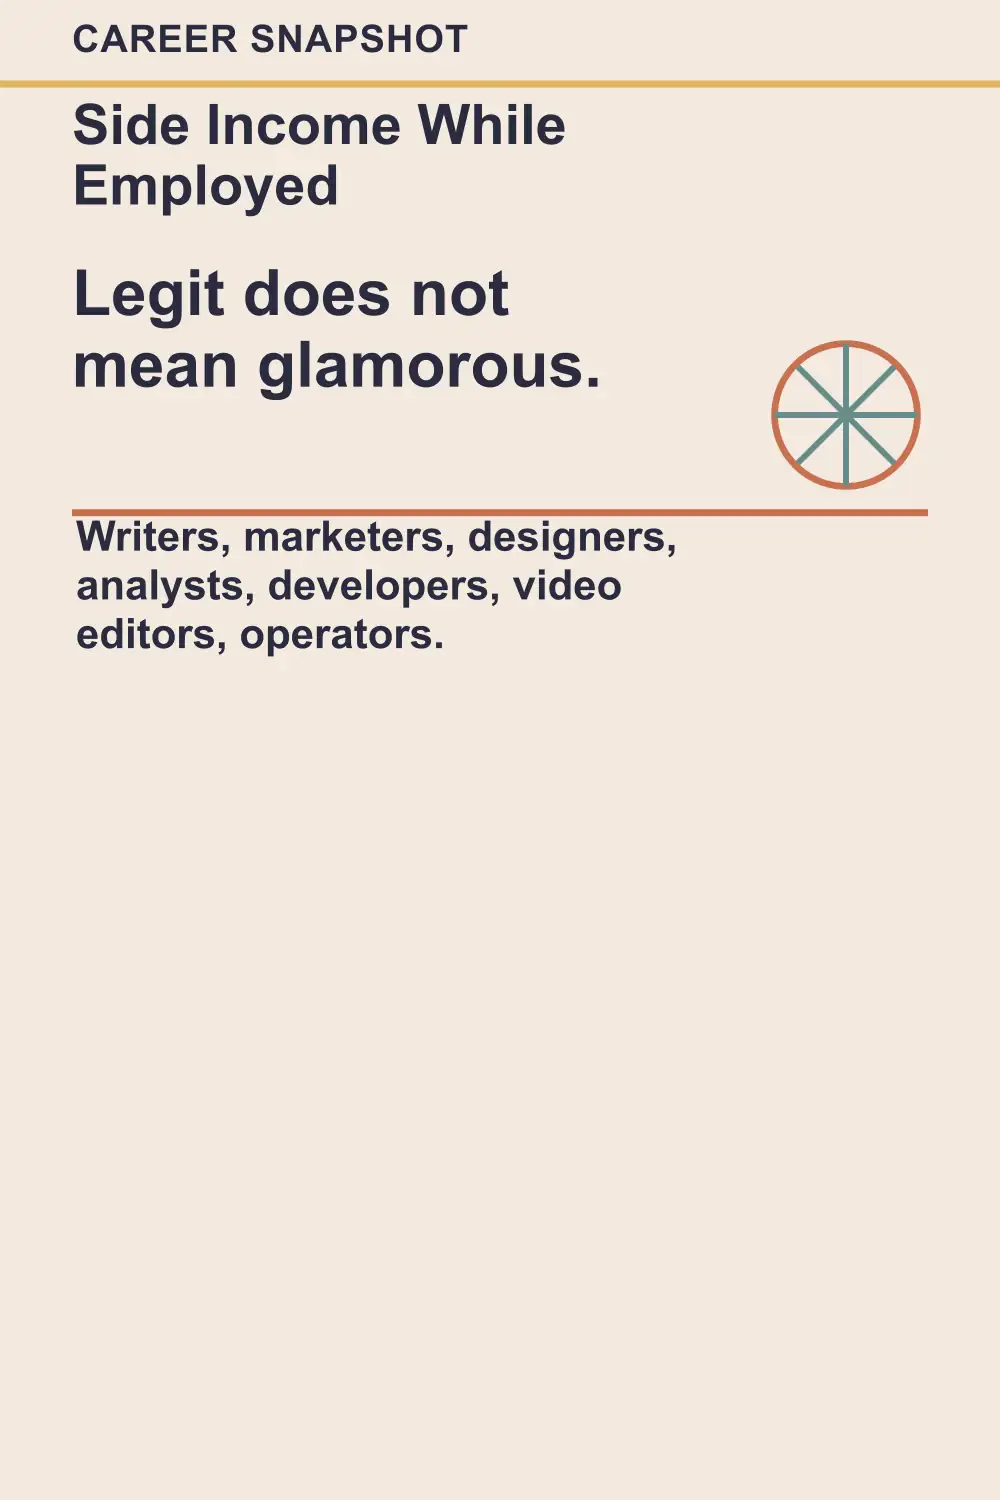 CAREER SNAPSHOT
Side Income While
Employed
Legit does not
mean glamorous.
Writers, marketers, designers,
analysts, developers, video
editors, operators.